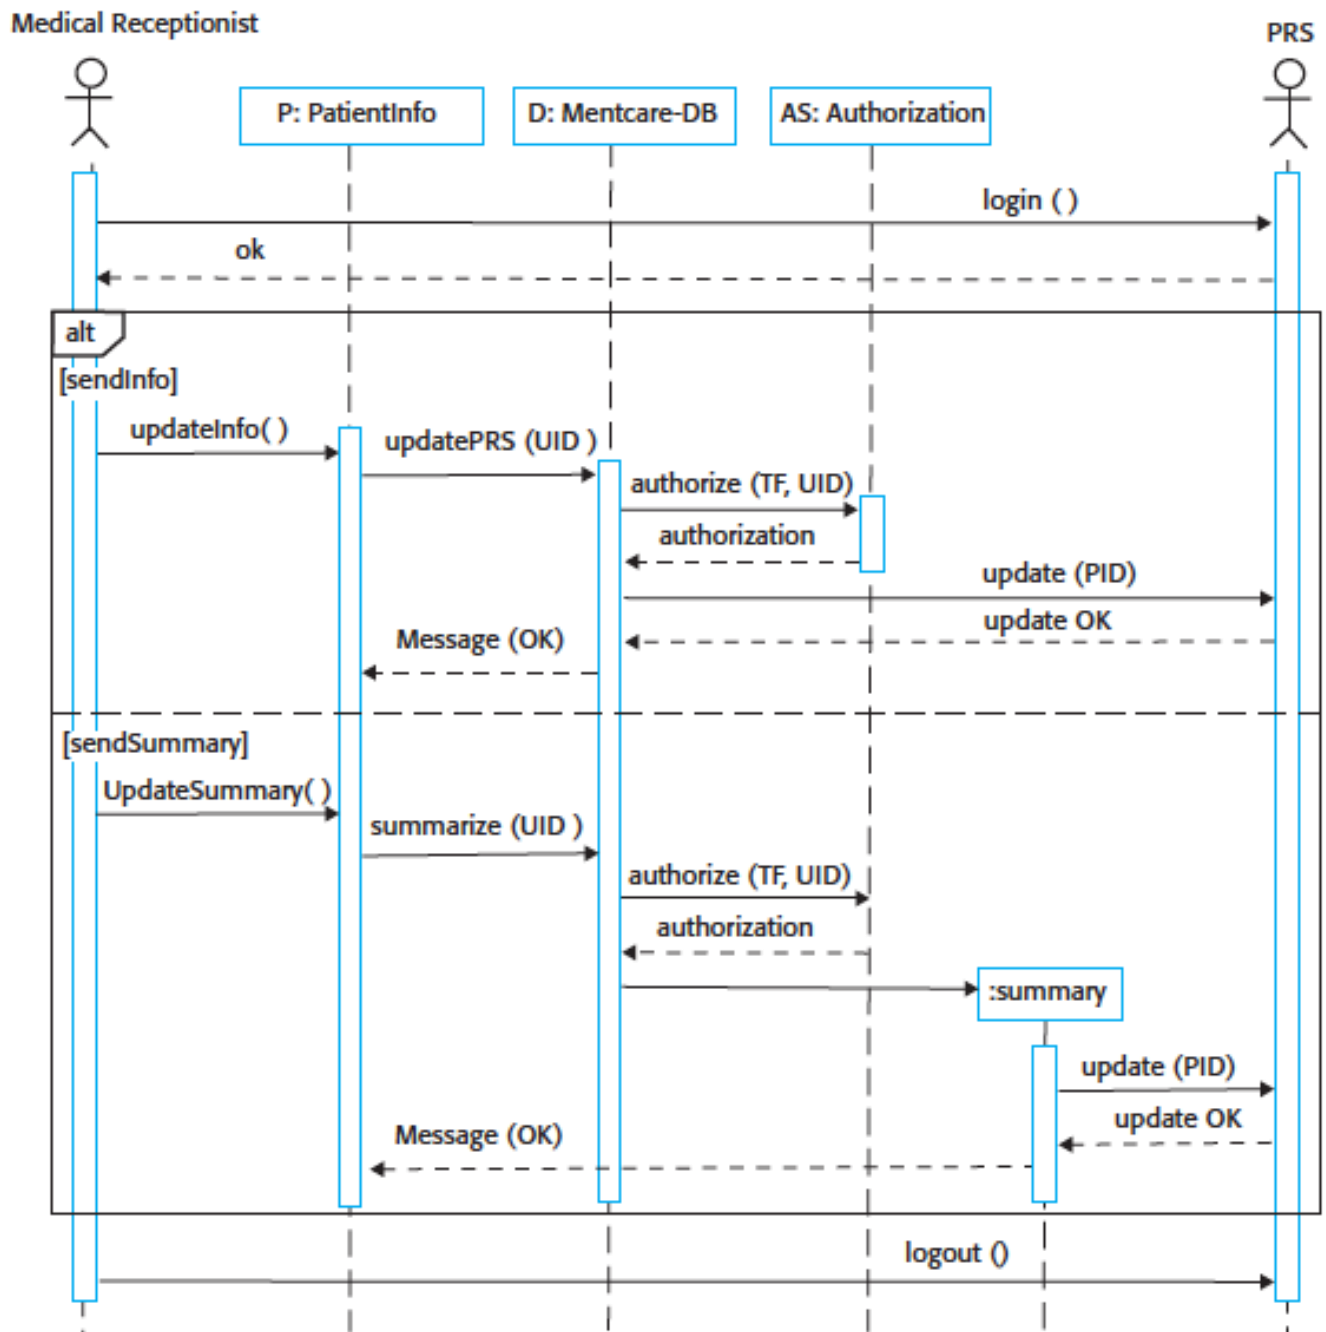 Medical Receptionist
PRS
P: PatientInfo
D: Mentcare-DB
AS: Authorization
login ( )
ok
alt
[sendInfo]
updateInfo( )
updatePRS (UID )
authorize (TF, UID)
authorization
update (PID)
update OK
Message (OK)
[sendSummary]
UpdateSummary( )
summarize (UID )
authorize (TF, UID)
authorization
:summary
update (PID)
update OK
Message (OK)
logout ()